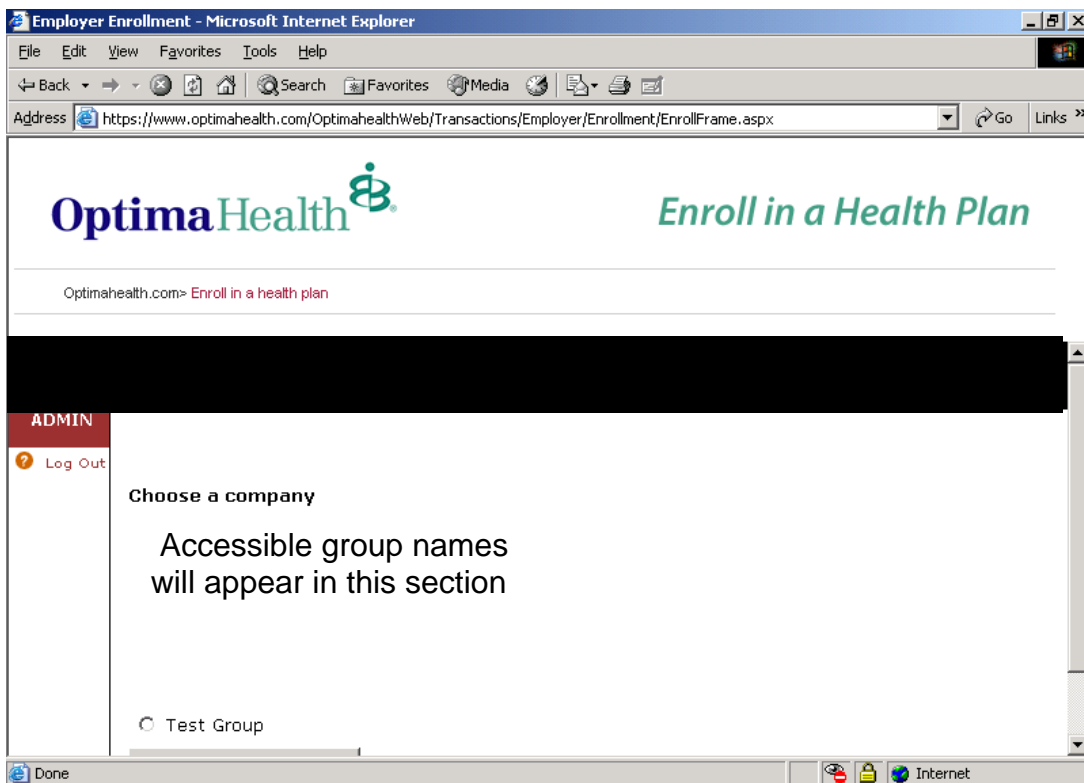 Employer Enrollment - Microsoft Internet Explorer
File Edit View Favorites Tools Help
Back Search Favorites Media
Address https://www.optimahealth.com/OptimahealthWeb/Transactions/Employer/Enrollment/EnrollFrame.aspx Go Links »
OptimaHealth
Enroll in a Health Plan
Optimahealth.com> Enroll in a health plan
ADMIN
? Log Out
Choose a company
Accessible group names
will appear in this section
Test Group
Done Internet